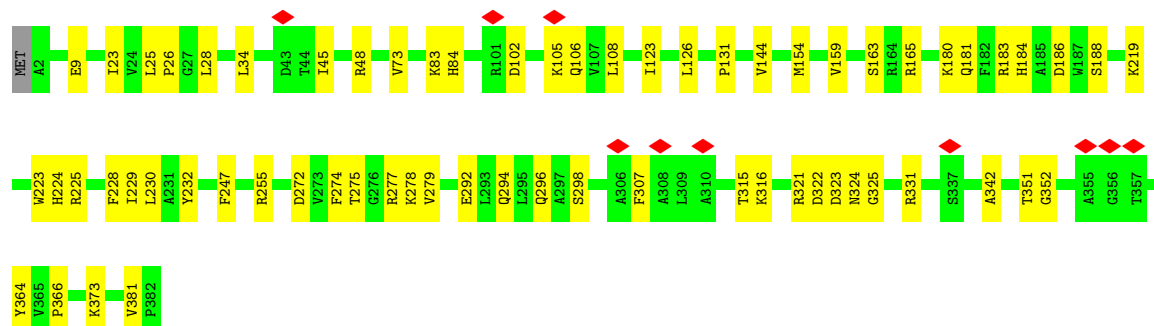 MET A2 E9 I23 V24 L25 P26 G27 L28 L34 D43 T44 I45 R48 V73 K83 H84 R101 D102 K105 Q106 V107 L108 I123 L126 P131 V144 M154 V159 S163 R164 R165 K180 Q181 F182 R183 H184 A185 D186 W187 S188 K219
W223 H224 R225 F228 I229 L230 A231 Y232 F247 R255 D272 V273 F274 T275 G276 R277 K278 V279 E292 L293 Q294 L295 Q296 A297 S298 A306 F307 A308 L309 A310 T315 K316 R321 D322 D323 N324 G325 R331 S337 A342 T351 G352 A355 G356 T357
Y364 V365 P366 K373 V381 P382